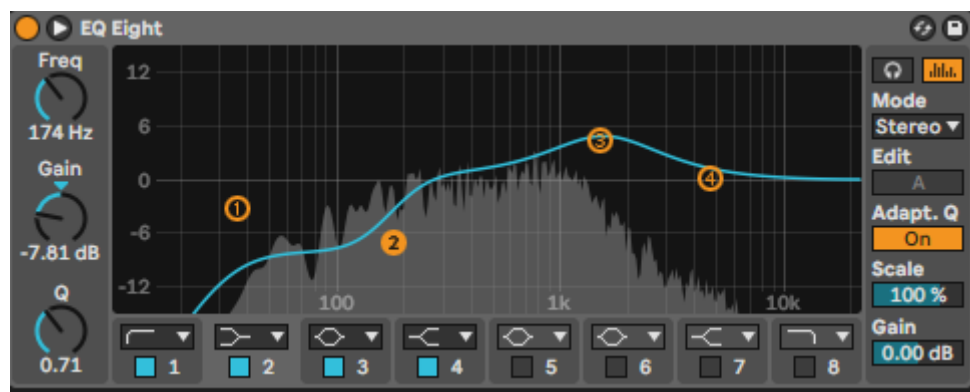 EQ Eight
Freq
174 Hz
Gain
-7.81 dB
Q
0.71
12
6
0
-6
-12
100
1k
10k
1
2
3
4
1
2
3
4
5
6
7
8
Mode
Stereo
Edit
A
Adapt. Q
On
Scale
100 %
Gain
0.00 dB